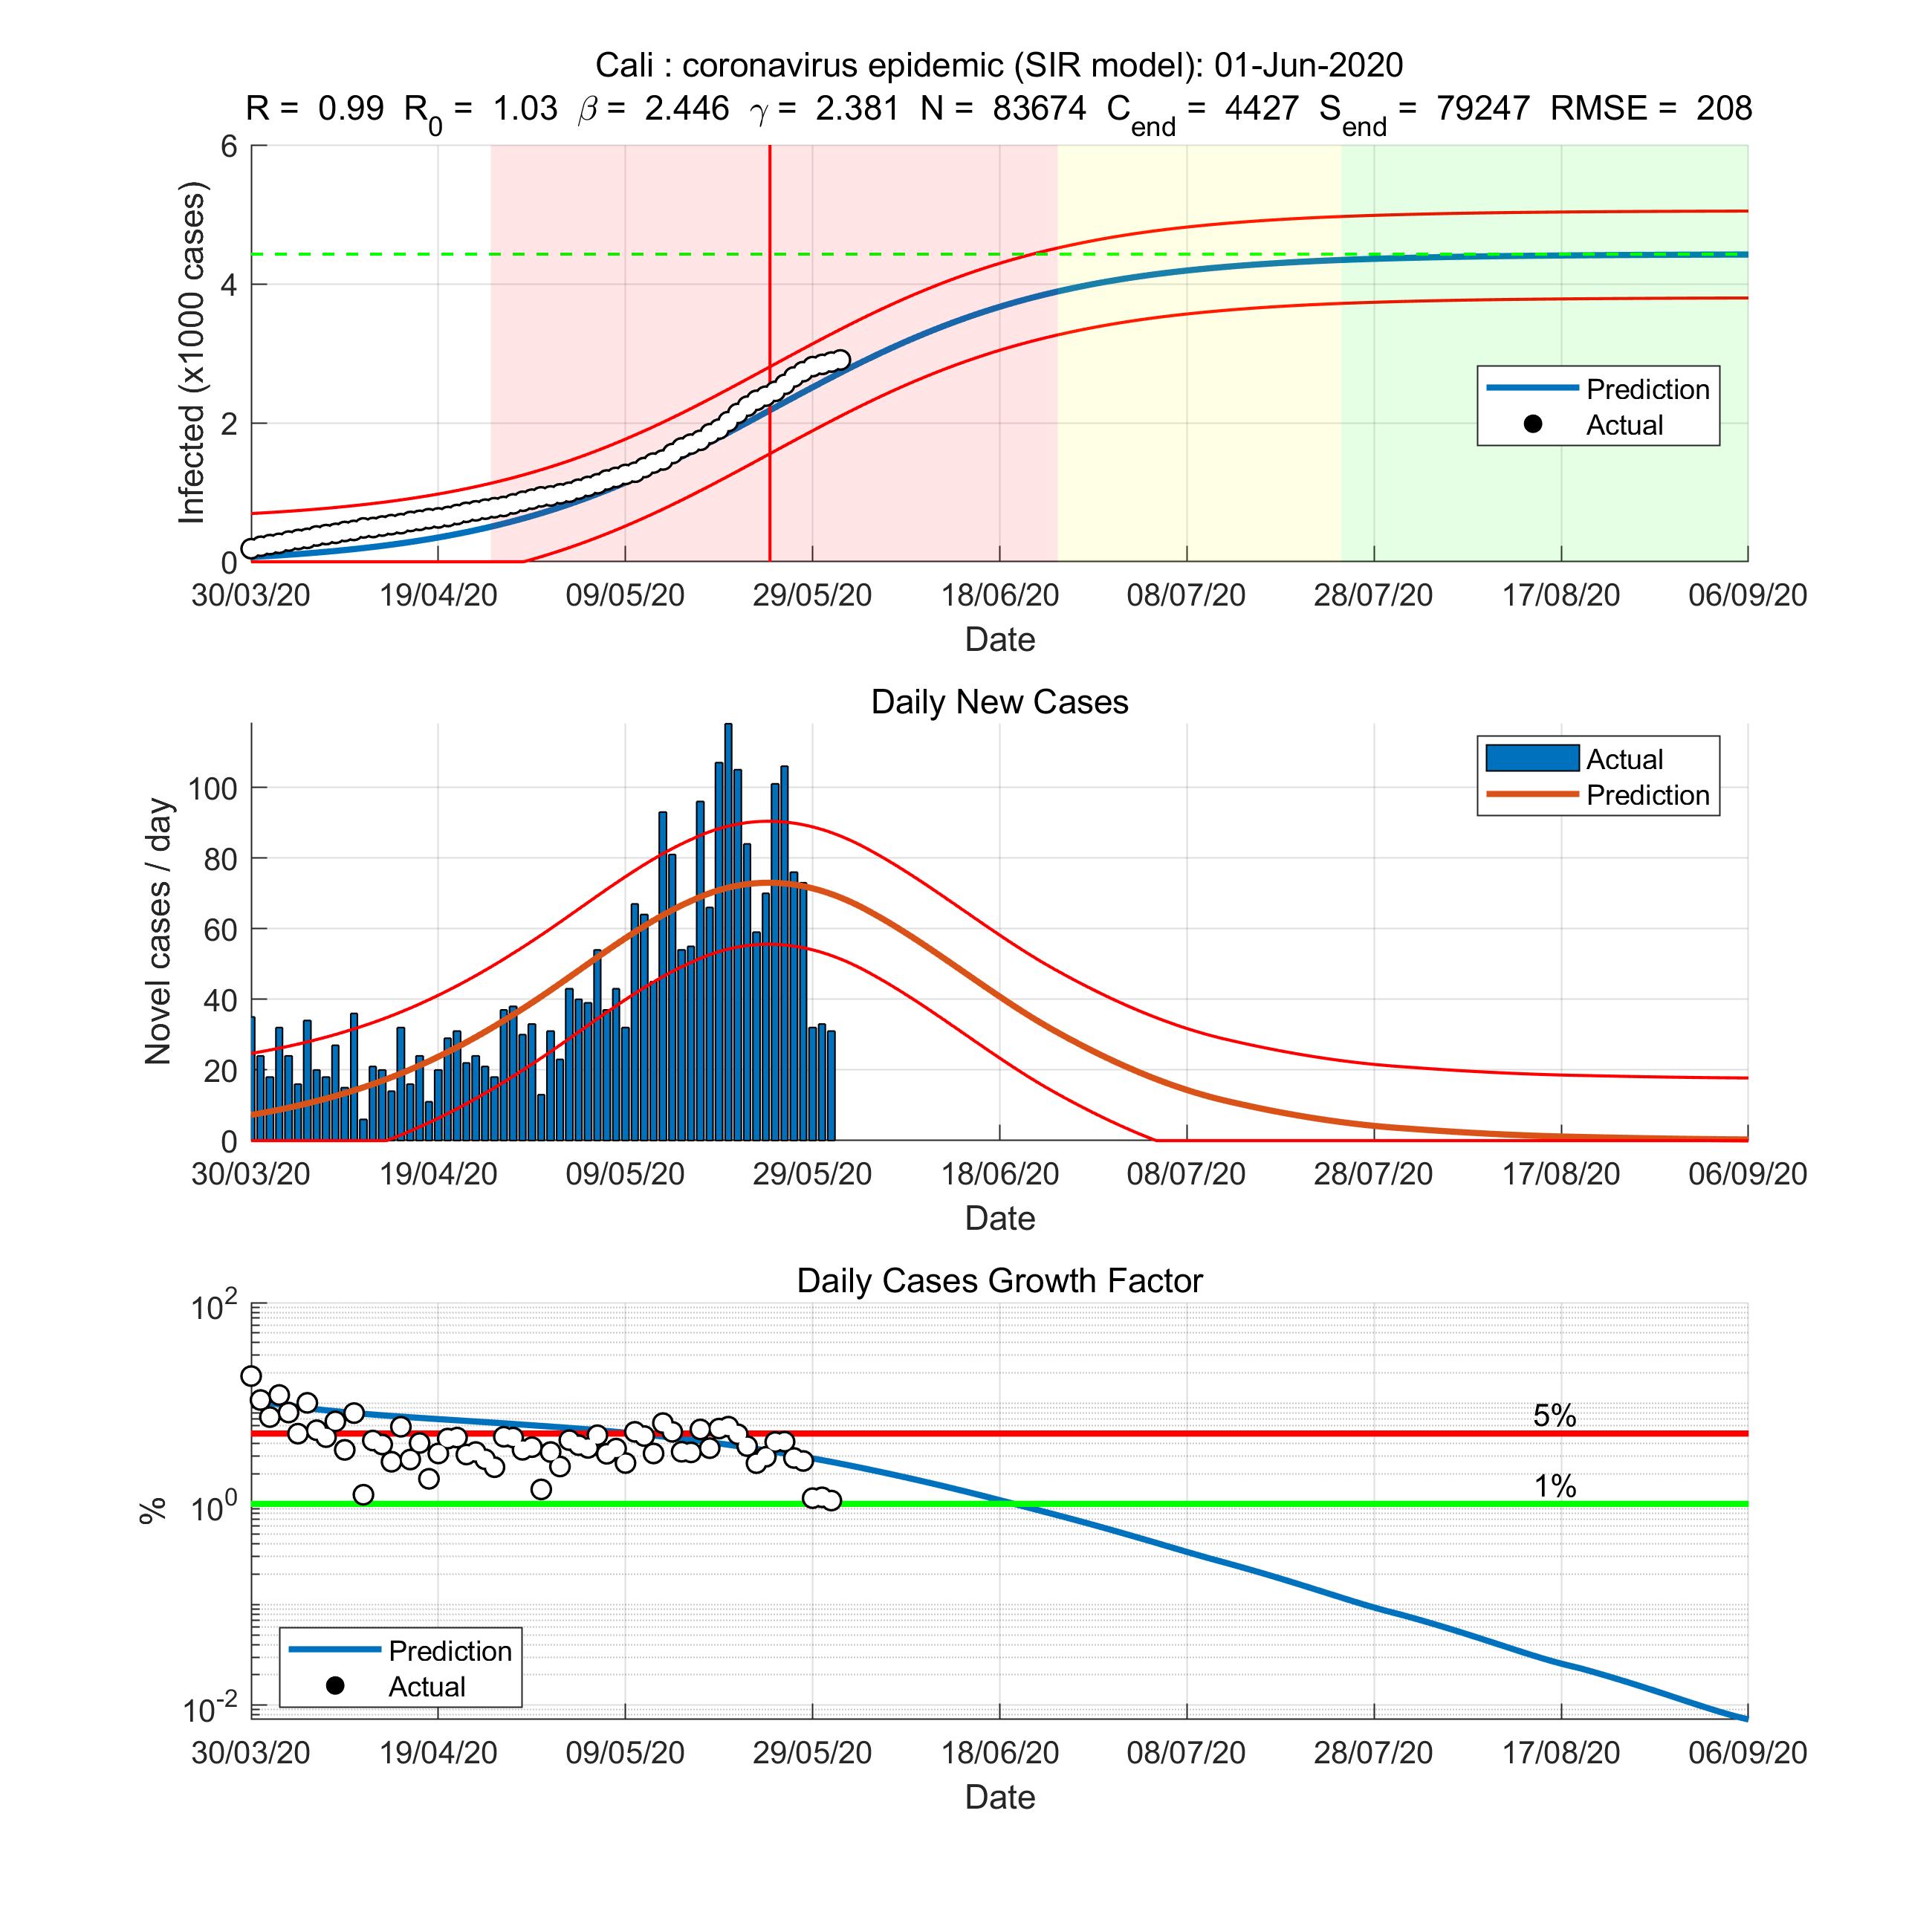 Cali : coronavirus epidemic (SIR model): 01-Jun-2020
R = 0.99 R0 = 1.03 β = 2.446 γ = 2.381 N = 83674 Cend = 4427 Send = 79247 RMSE = 208
Infected (x1000 cases)
6
4
2
0
Prediction
Actual
30/03/20 19/04/20 09/05/20 29/05/20 18/06/20 08/07/20 28/07/20 17/08/20 06/09/20
Date
Daily New Cases
Novel cases / day
100
80
60
40
20
0
Actual
Prediction
30/03/20 19/04/20 09/05/20 29/05/20 18/06/20 08/07/20 28/07/20 17/08/20 06/09/20
Date
Daily Cases Growth Factor
%
10^2
5%
1%
10^0
Prediction
Actual
10^-2
30/03/20 19/04/20 09/05/20 29/05/20 18/06/20 08/07/20 28/07/20 17/08/20 06/09/20
Date